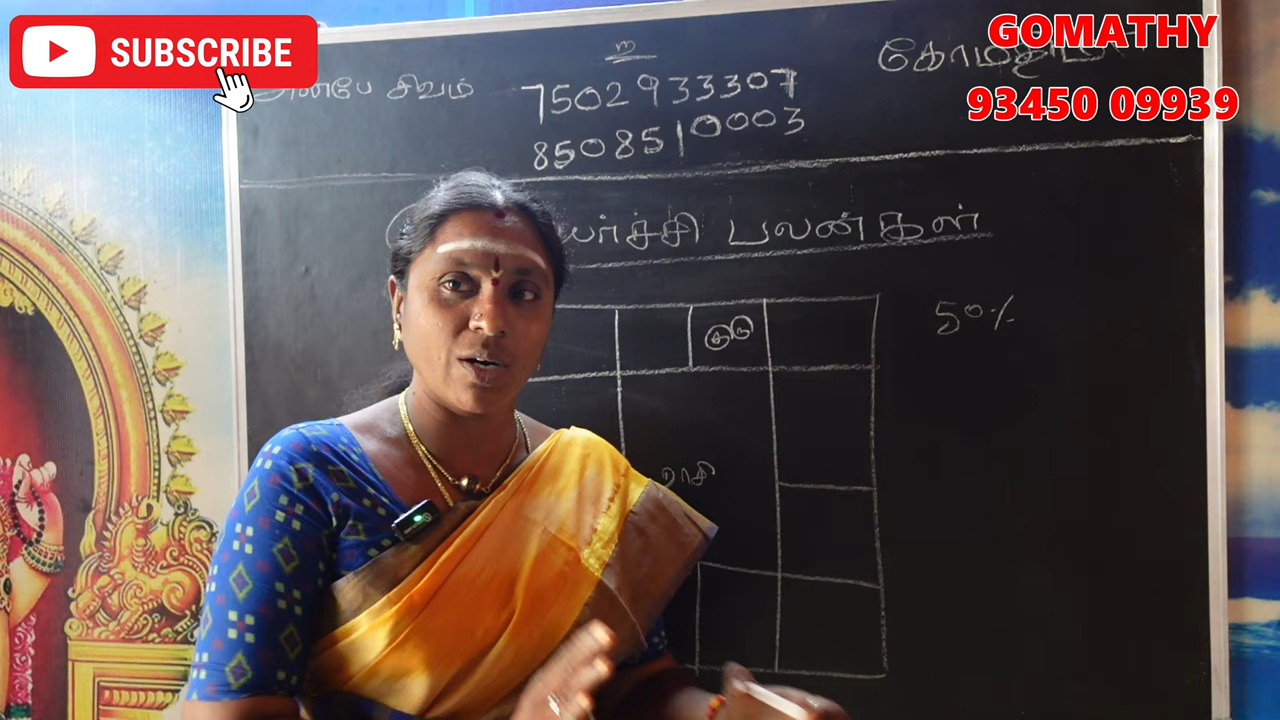 SUBSCRIBE
GOMATHY
93450 09939
அன்பே சிவம்
உ
7502933307
8508510003
பலன்கள்
50%
குரு
ராசி